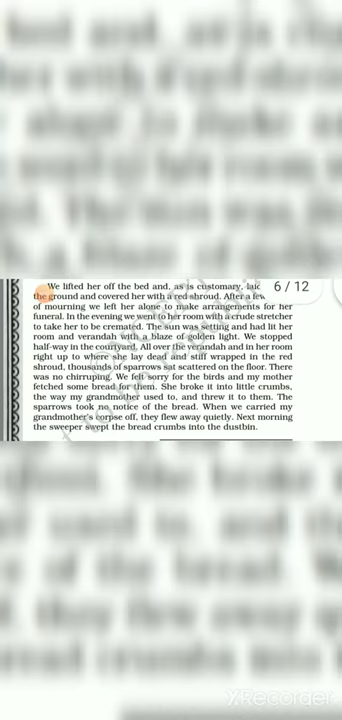 We lifted her off the bed and, as is customary, laid
the ground and covered her with a red shroud. After a few
of mourning we left her alone to make arrangements for her
funeral. In the evening we went to her room with a crude stretcher
to take her to be cremated. The sun was setting and had lit her
room and verandah with a blaze of golden light. We stopped
half-way in the courtyard. All over the verandah and in her room
right up to where she lay dead and stiff wrapped in the red
shroud, thousands of sparrows sat scattered on the floor. There
was no chirruping. We felt sorry for the birds and my mother
fetched some bread for them. She broke it into little crumbs,
the way my grandmother used to, and threw it to them. The
sparrows took no notice of the bread. When we carried my
grandmother's corpse off, they flew away quietly. Next morning
the sweeper swept the bread crumbs into the dustbin.
6 / 12
XRecorder